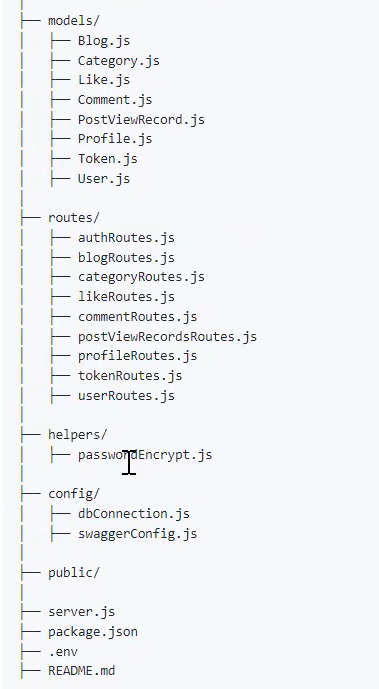 ├── models/
│   ├── Blog.js
│   ├── Category.js
│   ├── Like.js
│   ├── Comment.js
│   ├── PostViewRecord.js
│   ├── Profile.js
│   ├── Token.js
│   ├── User.js
│
├── routes/
│   ├── authRoutes.js
│   ├── blogRoutes.js
│   ├── categoryRoutes.js
│   ├── likeRoutes.js
│   ├── commentRoutes.js
│   ├── postViewRecordsRoutes.js
│   ├── profileRoutes.js
│   ├── tokenRoutes.js
│   ├── userRoutes.js
│
├── helpers/
│   ├── passwordEncrypt.js
│
├── config/
│   ├── dbConnection.js
│   ├── swaggerConfig.js
│
├── public/
│
├── server.js
├── package.json
├── .env
├── README.md